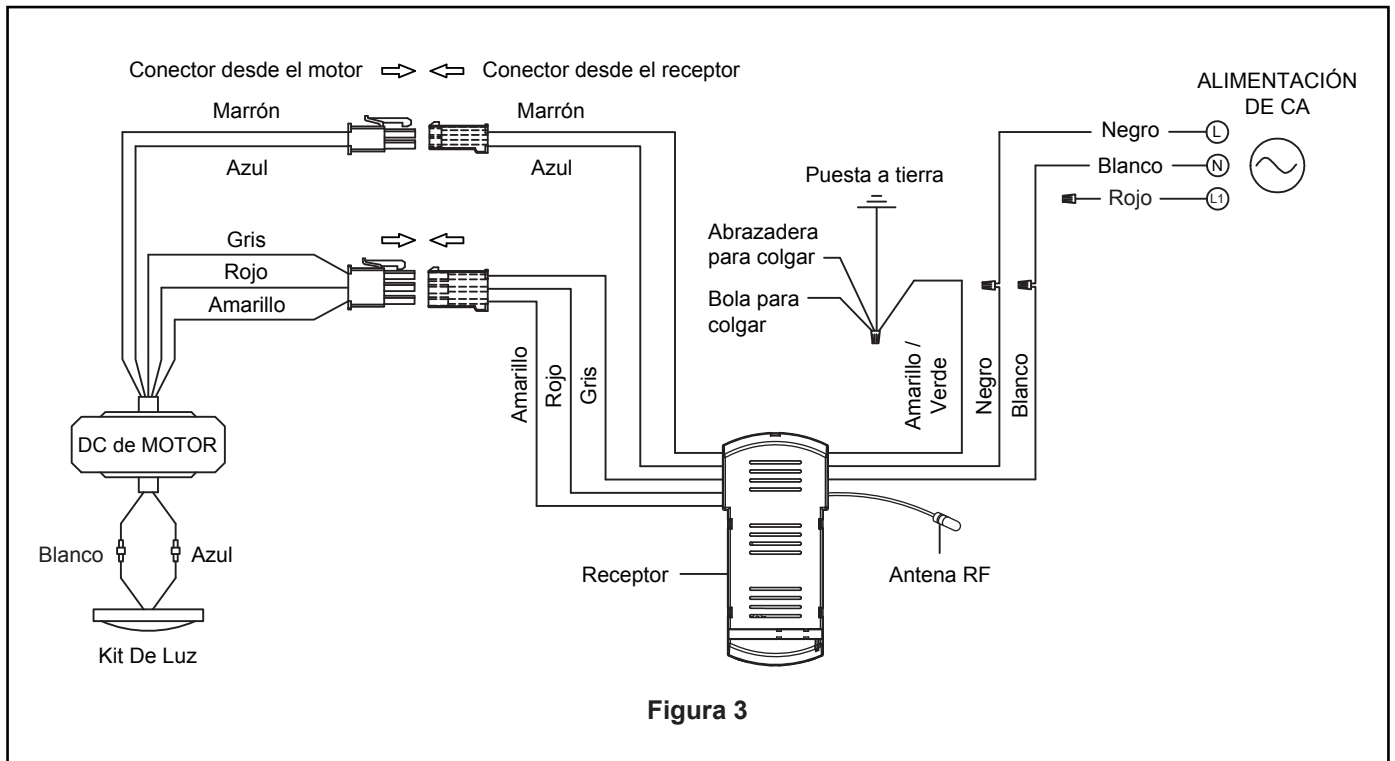 Conector desde el motor
Conector desde el receptor
Marrón
Azul
Marrón
Azul
Gris
Rojo
Amarillo
DC de MOTOR
Blanco
Azul
Kit De Luz
Amarillo
Rojo
Gris
Puesta a tierra
Abrazadera
para colgar
Bola para
colgar
Amarillo /
Verde
Negro
Blanco
ALIMENTACIÓN
DE CA
Negro
L
Blanco
N
Rojo
L1
Receptor
Antena RF
Figura 3